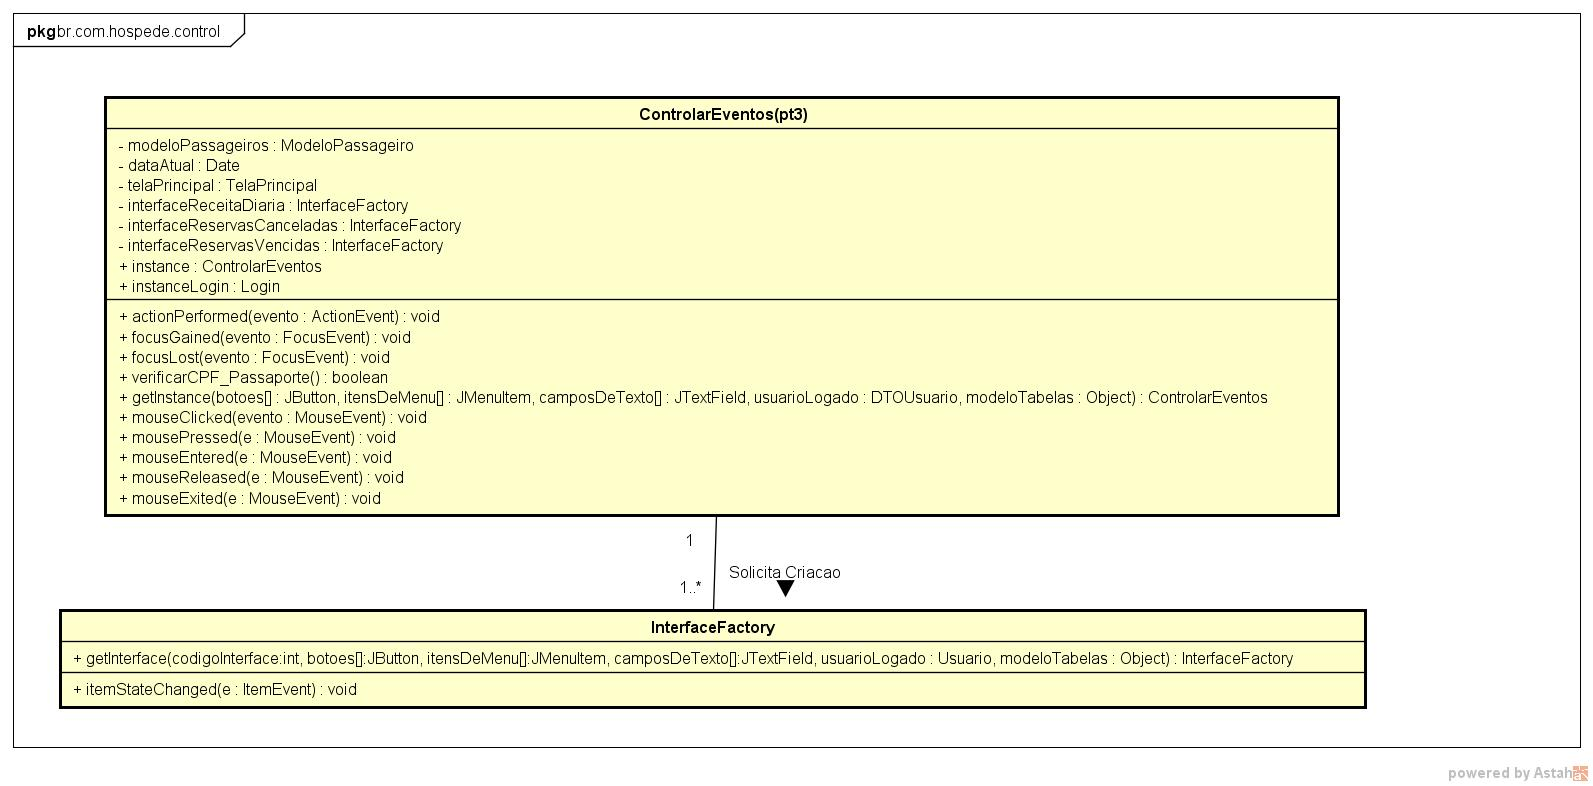 pkg br.com.hospede.control
ControlarEventos(pt3)
- modeloPassageiros : ModeloPassageiro
- dataAtual : Date
- telaPrincipal : TelaPrincipal
- interfaceReceitaDiaria : InterfaceFactory
- interfaceReservasCanceladas : InterfaceFactory
- interfaceReservasVencidas : InterfaceFactory
+ instance : ControlarEventos
+ instanceLogin : Login
+ actionPerformed(evento : ActionEvent) : void
+ focusGained(evento : FocusEvent) : void
+ focusLost(evento : FocusEvent) : void
+ verificarCPF_Passaporte() : boolean
+ getInstance(botoes[] : JButton, itensDeMenu[] : JMenuItem, camposDeTexto[] : JTextField, usuarioLogado : DTOUsuario, modeloTabelas : Object) : ControlarEventos
+ mouseClicked(evento : MouseEvent) : void
+ mousePressed(e : MouseEvent) : void
+ mouseEntered(e : MouseEvent) : void
+ mouseReleased(e : MouseEvent) : void
+ mouseExited(e : MouseEvent) : void
1
Solicita Criacao
1..*
InterfaceFactory
+ getInterface(codigoInterface:int, botoes[]:JButton, itensDeMenu[]:JMenuItem, camposDeTexto[]:JTextField, usuarioLogado : Usuario, modeloTabelas : Object) : InterfaceFactory
+ itemStateChanged(e : ItemEvent) : void
powered by Astah